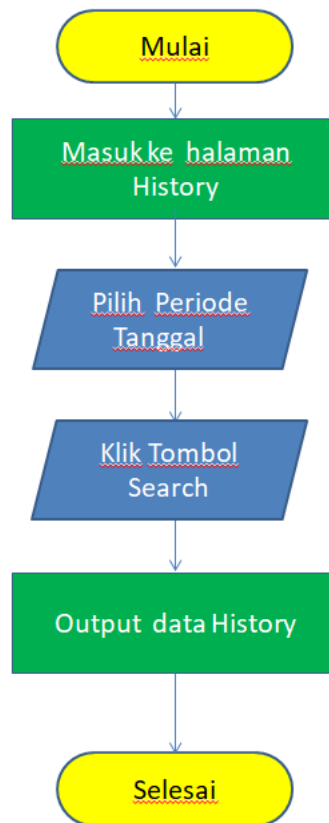 Mulai
Masuk ke halaman
History
Pilih Periode
Tanggal
Klik Tombol
Search
Output data History
Selesai